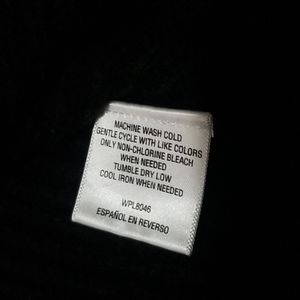 MACHINE WASH COLD
GENTLE CYCLE WITH LIKE COLORS
ONLY NON-CHLORINE BLEACH
WHEN NEEDED
TUMBLE DRY LOW
COOL IRON WHEN NEEDED
WPL8046
ESPAÑOL EN REVERSO